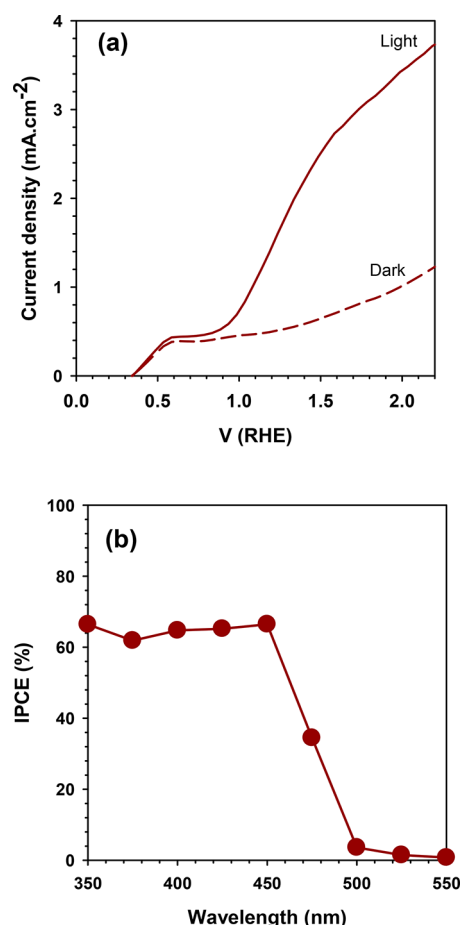 (a)
Light
Dark
Current density (mA.cm-2)
4
3
2
1
0
0.0 0.5 1.0 1.5 2.0
V (RHE)
(b)
IPCE (%)
100
80
60
40
20
0
350 400 450 500 550
Wavelength (nm)